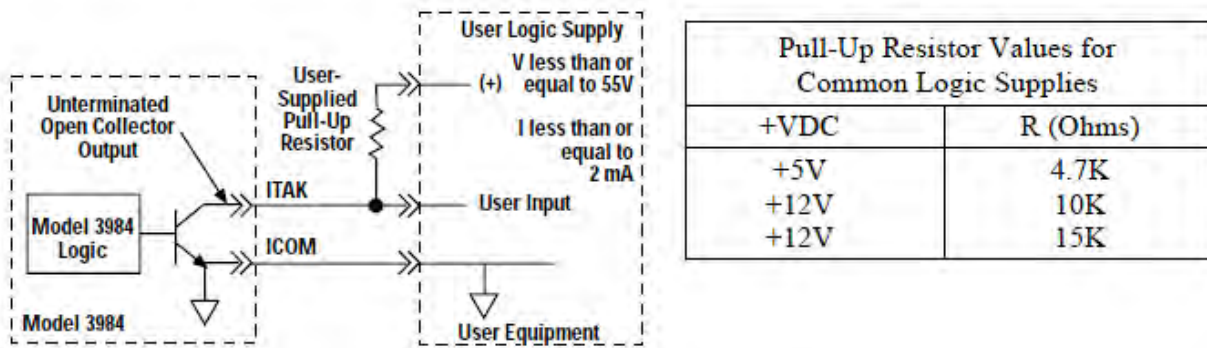 User Logic Supply
V less than or
(+) equal to 55V
I less than or
equal to
2 mA
User-
Supplied
Pull-Up
Resistor
Unterminated
Open Collector
Output
ITAK
User Input
Model 3984
Logic
ICOM
Model 3984
User Equipment
Pull-Up Resistor Values for
Common Logic Supplies
+VDC R (Ohms)
+5V 4.7K
+12V 10K
+12V 15K